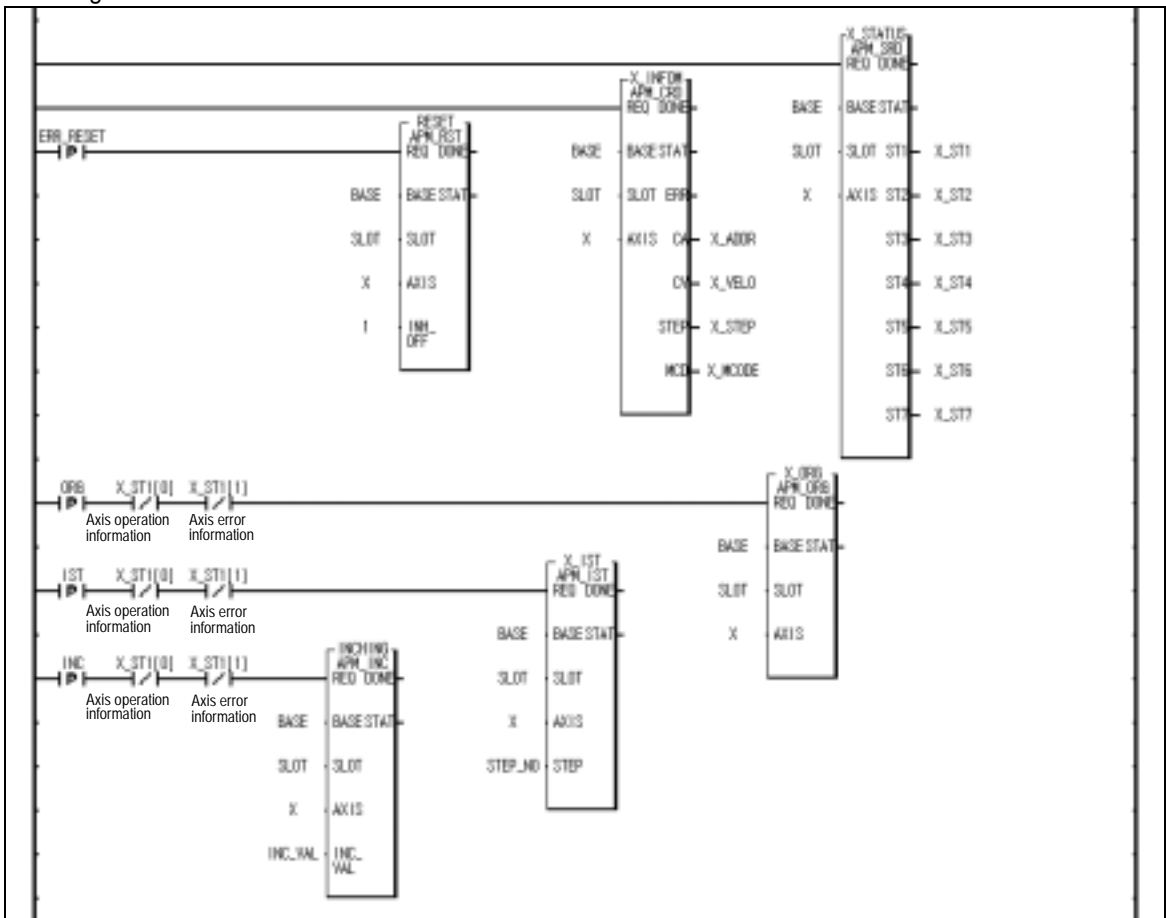 X_STATUS
APM_SRD
REQ DONE
BASE BASE STAT
SLOT SLOT ST1 X_ST1
X AXIS ST2 X_ST2
ST3 X_ST3
ST4 X_ST4
ST5 X_ST5
ST6 X_ST6
ST7 X_ST7
X_INFOM
APM_CRD
REQ DONE
BASE BASE STAT
SLOT SLOT ERR
X AXIS CA X_ADDR
CV X_VELO
STEP X_STEP
MCD X_MCODE
ERR_RESET
P
RESET
APM_RST
REQ DONE
BASE BASE STAT
SLOT SLOT
X AXIS
1 INH_
OFF
ORG X_ST1[0] X_ST1[1]
P
Axis operation
information
Axis error
information
X_ORG
APM_ORG
REQ DONE
BASE BASE STAT
SLOT SLOT
X AXIS
IST X_ST1[0] X_ST1[1]
P
Axis operation
information
Axis error
information
X_IST
APM_IST
REQ DONE
BASE BASE STAT
SLOT SLOT
X AXIS
STEP_NO STEP
INC X_ST1[0] X_ST1[1]
P
Axis operation
information
Axis error
information
INCHING
APM_INC
REQ DONE
BASE BASE STAT
SLOT SLOT
X AXIS
INC_VAL INC_
VAL